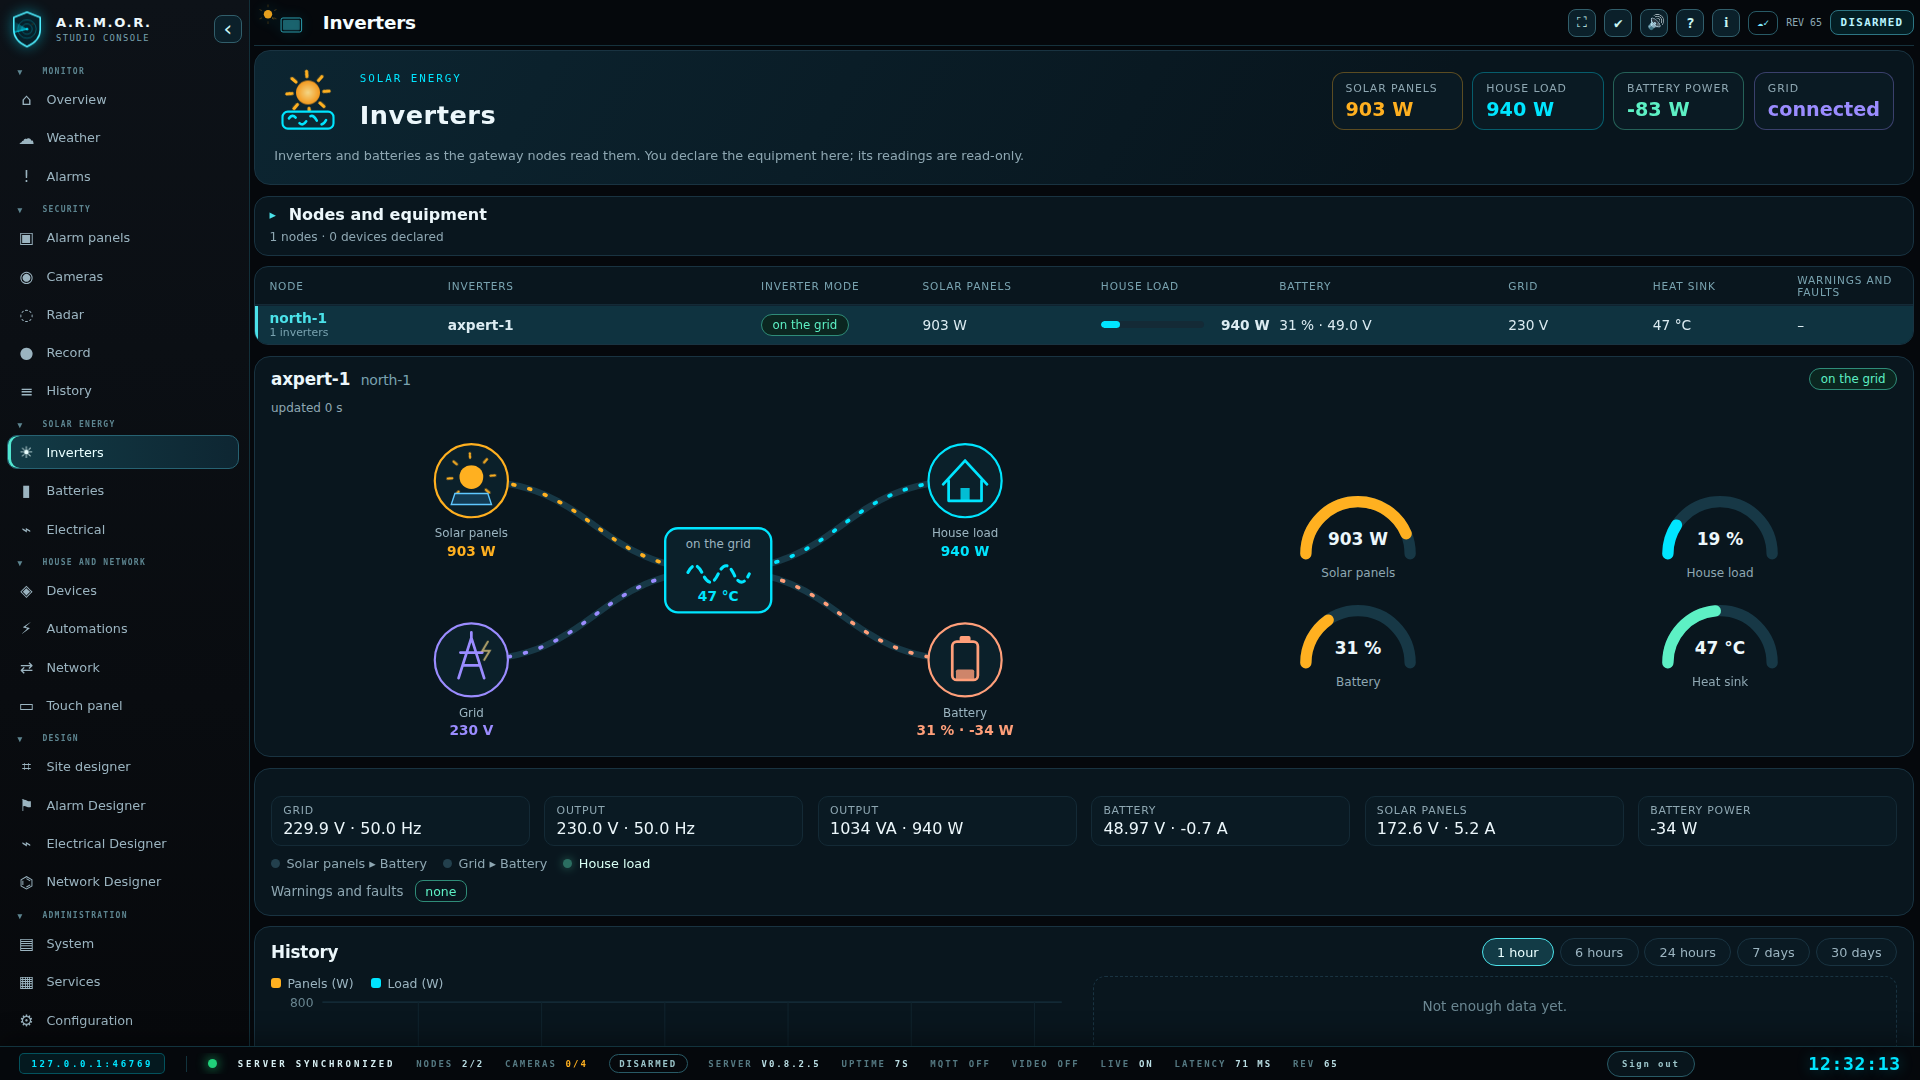 A.R.M.O.R.
STUDIO CONSOLE
MONITOR
Overview
Weather
Alarms
SECURITY
Alarm panels
Cameras
Radar
Record
History
SOLAR ENERGY
Inverters
Batteries
Electrical
HOUSE AND NETWORK
Devices
Automations
Network
Touch panel
DESIGN
Site designer
Alarm Designer
Electrical Designer
Network Designer
ADMINISTRATION
System
Services
Configuration
Inverters
REV 65
DISARMED
SOLAR ENERGY
Inverters
Inverters and batteries as the gateway nodes read them. You declare the equipment here; its readings are read-only.
SOLAR PANELS
903 W
HOUSE LOAD
940 W
BATTERY POWER
-83 W
GRID
connected
Nodes and equipment
1 nodes · 0 devices declared
NODE INVERTERS INVERTER MODE SOLAR PANELS HOUSE LOAD BATTERY GRID HEAT SINK WARNINGS AND FAULTS
north-1 axpert-1 on the grid 903 W 940 W 31 % · 49.0 V 230 V 47 °C –
1 inverters
axpert-1 north-1 on the grid
updated 0 s
Solar panels
903 W
House load
940 W
on the grid
47 °C
Grid
230 V
Battery
31 % · -34 W
903 W
Solar panels
19 %
House load
31 %
Battery
47 °C
Heat sink
GRID
229.9 V · 50.0 Hz
OUTPUT
230.0 V · 50.0 Hz
OUTPUT
1034 VA · 940 W
BATTERY
48.97 V · -0.7 A
SOLAR PANELS
172.6 V · 5.2 A
BATTERY POWER
-34 W
Solar panels ▸ Battery Grid ▸ Battery House load
Warnings and faults none
History
1 hour 6 hours 24 hours 7 days 30 days
Panels (W) Load (W)
800
Not enough data yet.
127.0.0.1:46769 SERVER SYNCHRONIZED NODES 2/2 CAMERAS 0/4 DISARMED SERVER V0.8.2.5 UPTIME 7S MQTT OFF VIDEO OFF LIVE ON LATENCY 71 MS REV 65 Sign out 12:32:13